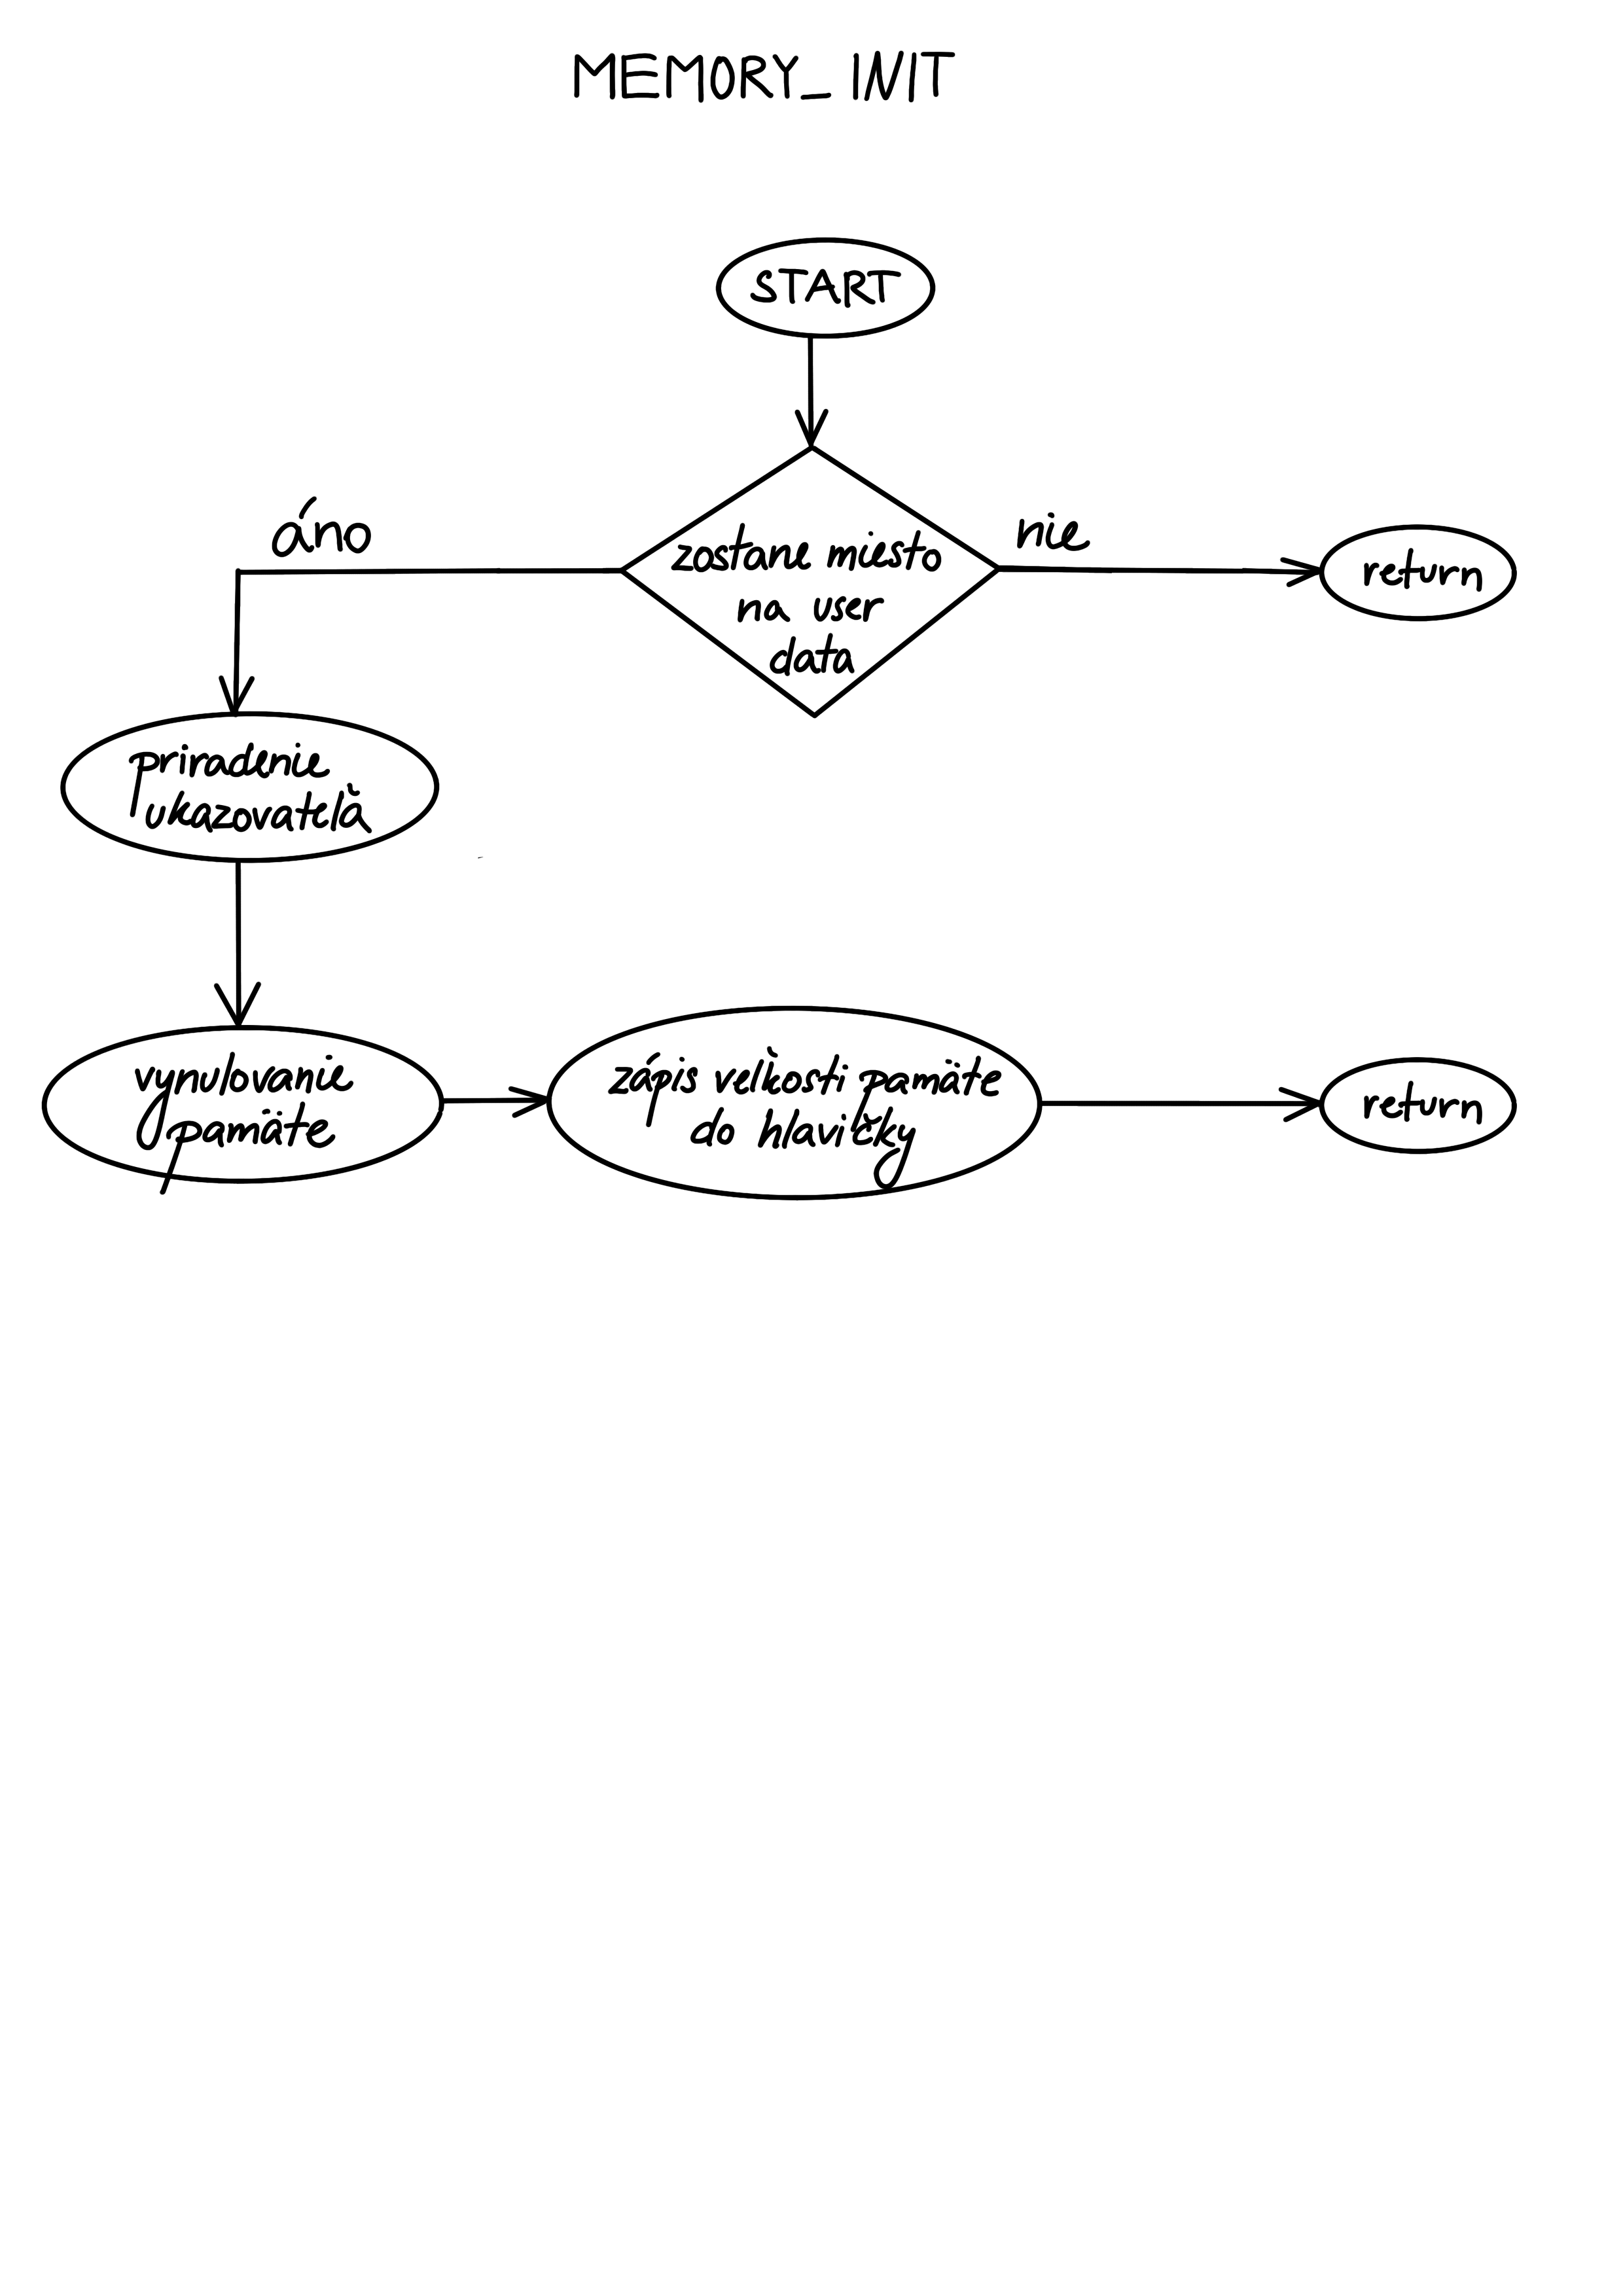 MEMORY_INIT
START
áno
nie
zostane miesto
na user
data
return
priradenie
ukazovateľa
vynulovanie
pamäte
zápis veľkosti pamäte
do hlavičky
return